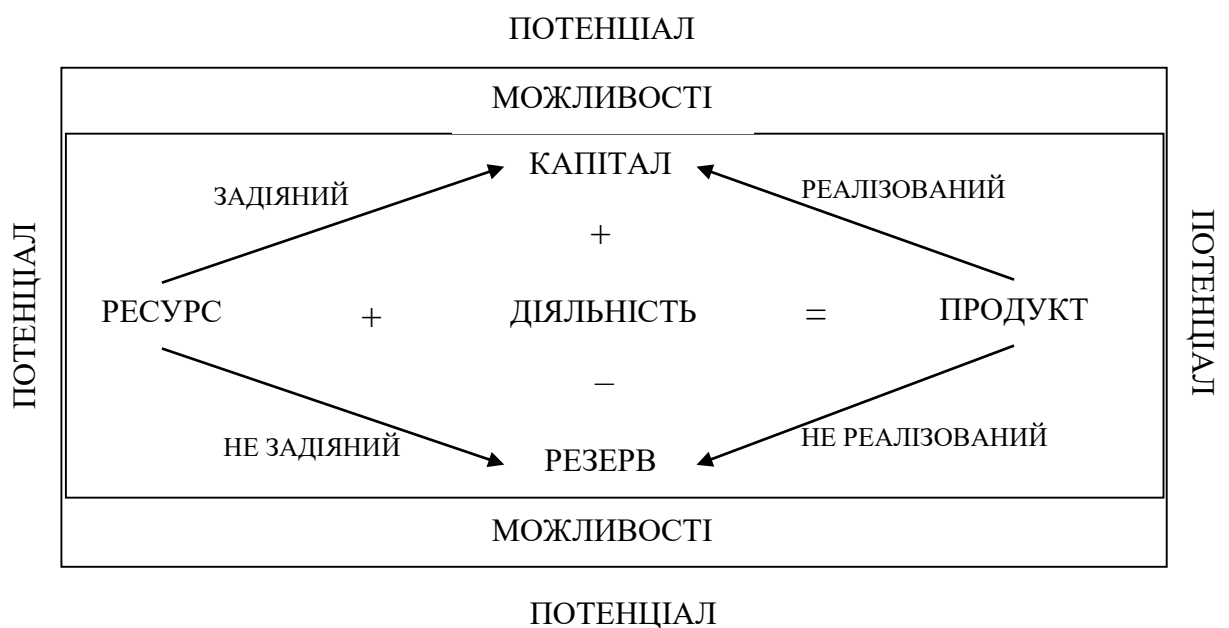 ПОТЕНЦІАЛ
МОЖЛИВОСТІ
КАПІТАЛ
ЗАДІЯНИЙ
РЕАЛІЗОВАНИЙ
+
ПОТЕНЦІАЛ
РЕСУРС + ДІЯЛЬНІСТЬ = ПРОДУКТ
ПОТЕНЦІАЛ
–
НЕ ЗАДІЯНИЙ
НЕ РЕАЛІЗОВАНИЙ
РЕЗЕРВ
МОЖЛИВОСТІ
ПОТЕНЦІАЛ